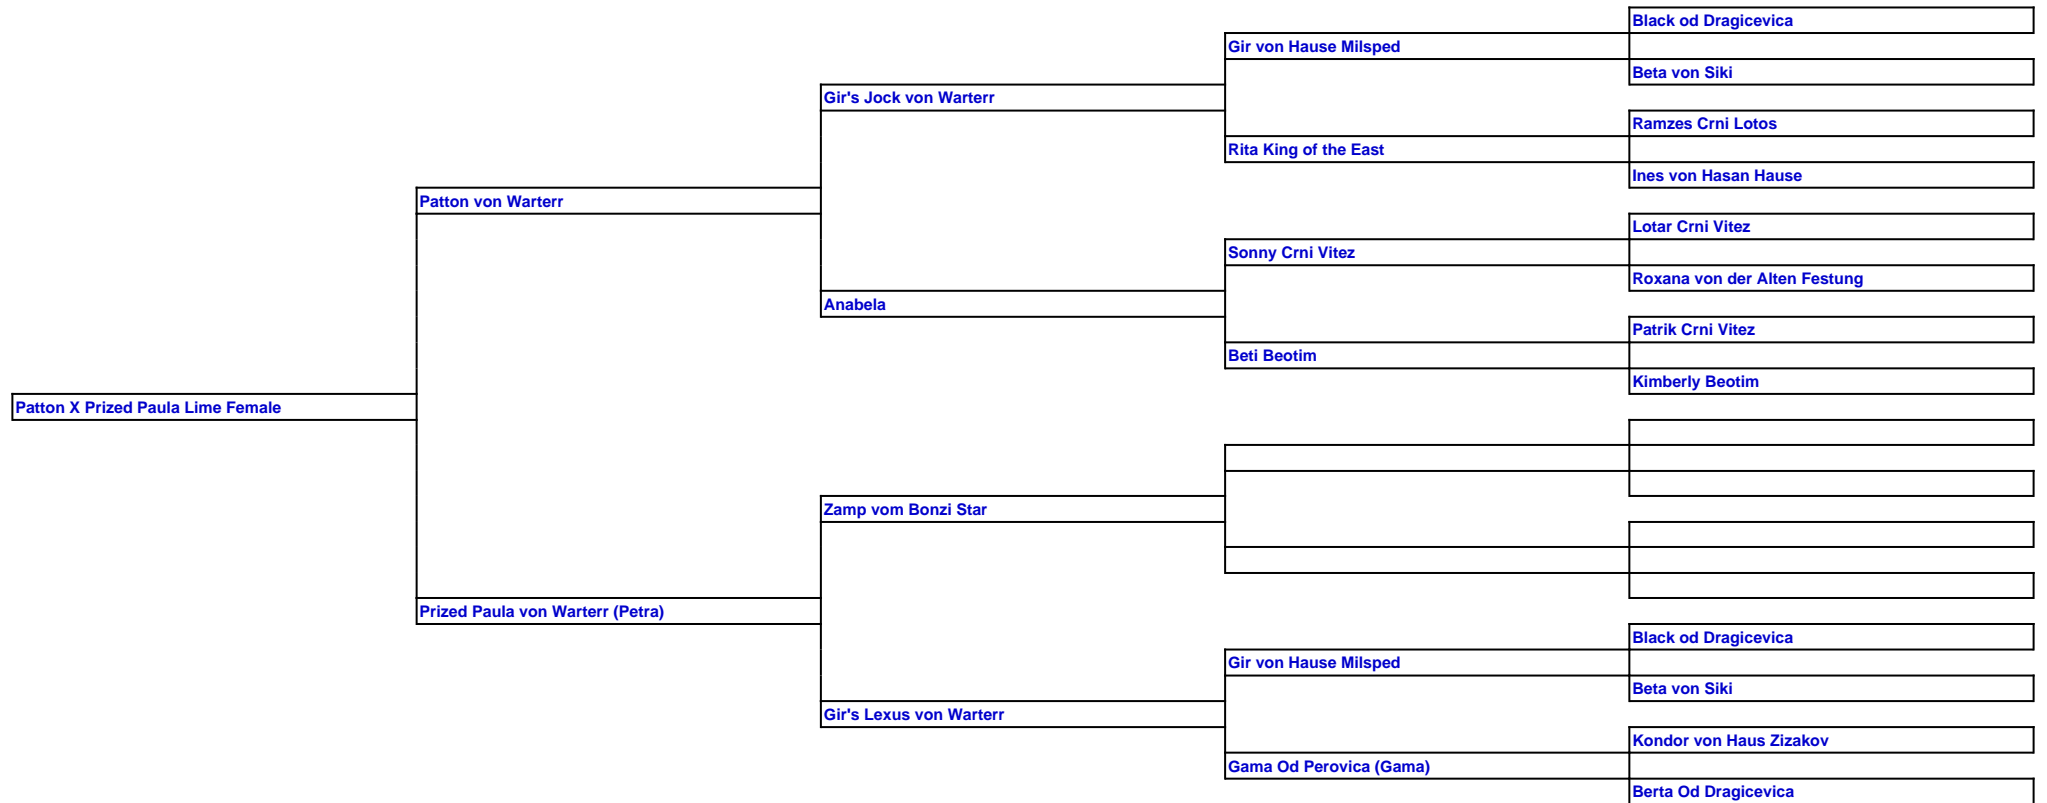 Black od Dragicevica
Gir von Hause Milsped
Beta von Siki
Gir's Jock von Warterr
Ramzes Crni Lotos
Rita King of the East
Ines von Hasan Hause
Patton von Warterr
Lotar Crni Vitez
Sonny Crni Vitez
Roxana von der Alten Festung
Anabela
Patrik Crni Vitez
Beti Beotim
Kimberly Beotim
Patton X Prized Paula Lime Female
Zamp vom Bonzi Star
Prized Paula von Warterr (Petra)
Black od Dragicevica
Gir von Hause Milsped
Beta von Siki
Gir's Lexus von Warterr
Kondor von Haus Zizakov
Gama Od Perovica (Gama)
Berta Od Dragicevica